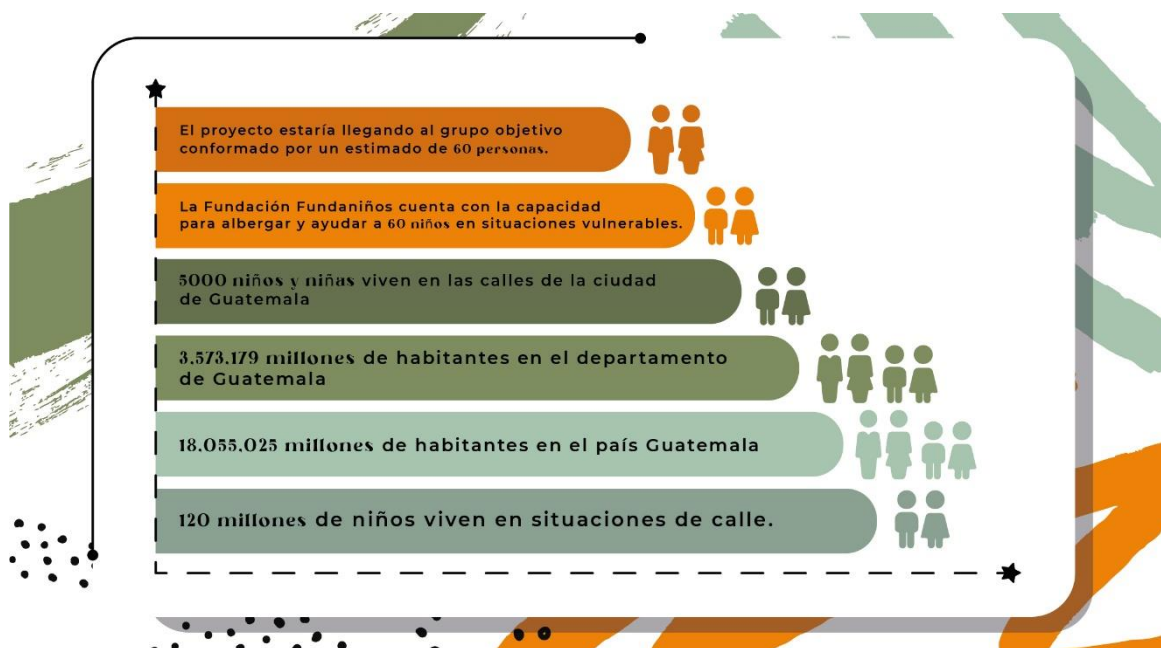 El proyecto estaría llegando al grupo objetivo
conformado por un estimado de 60 personas.
La Fundación Fundaniños cuenta con la capacidad
para albergar y ayudar a 60 niños en situaciones vulnerables.
5000 niños y niñas viven en las calles de la ciudad
de Guatemala
3.573.179 millones de habitantes en el departamento
de Guatemala
18.055.025 millones de habitantes en el país Guatemala
120 millones de niños viven en situaciones de calle.